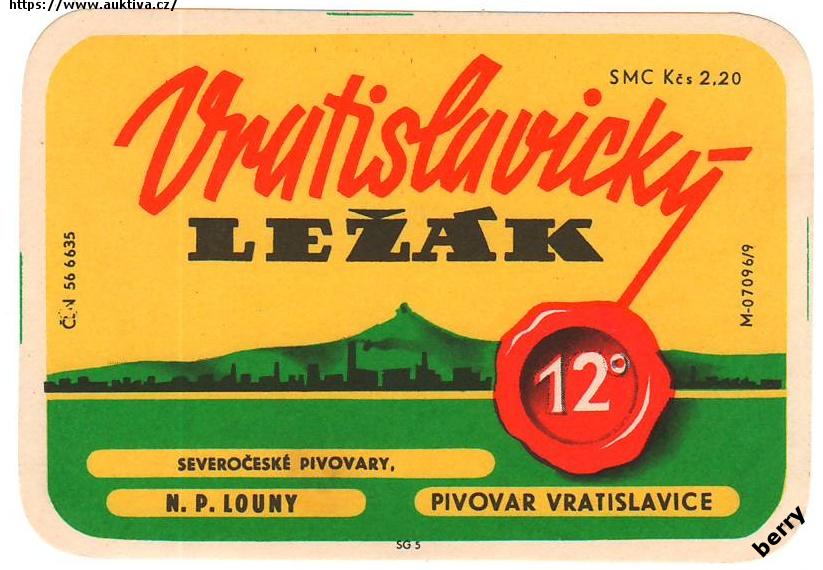 https://www.auktiva.cz/
SMC Kčs 2,20
Vratislavický
LEŽÁK
ČSN 56 6635
M-07096/9
12°
SEVEROČESKÉ PIVOVARY,
N. P. LOUNY
PIVOVAR VRATISLAVICE
SG 5
berry